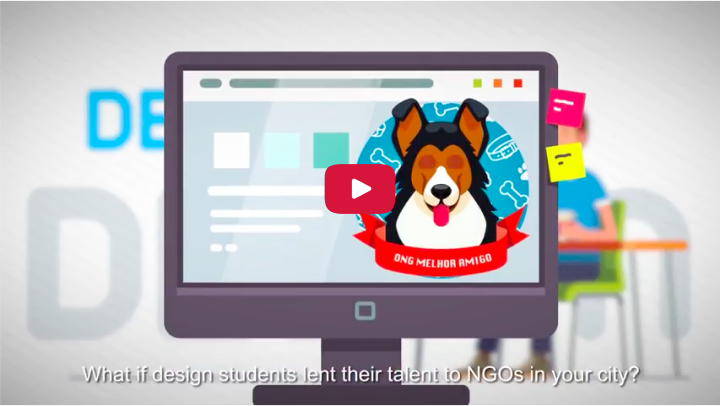 DE
ONG MELHOR AMIGO
What if design students lent their talent to NGOs in your city?